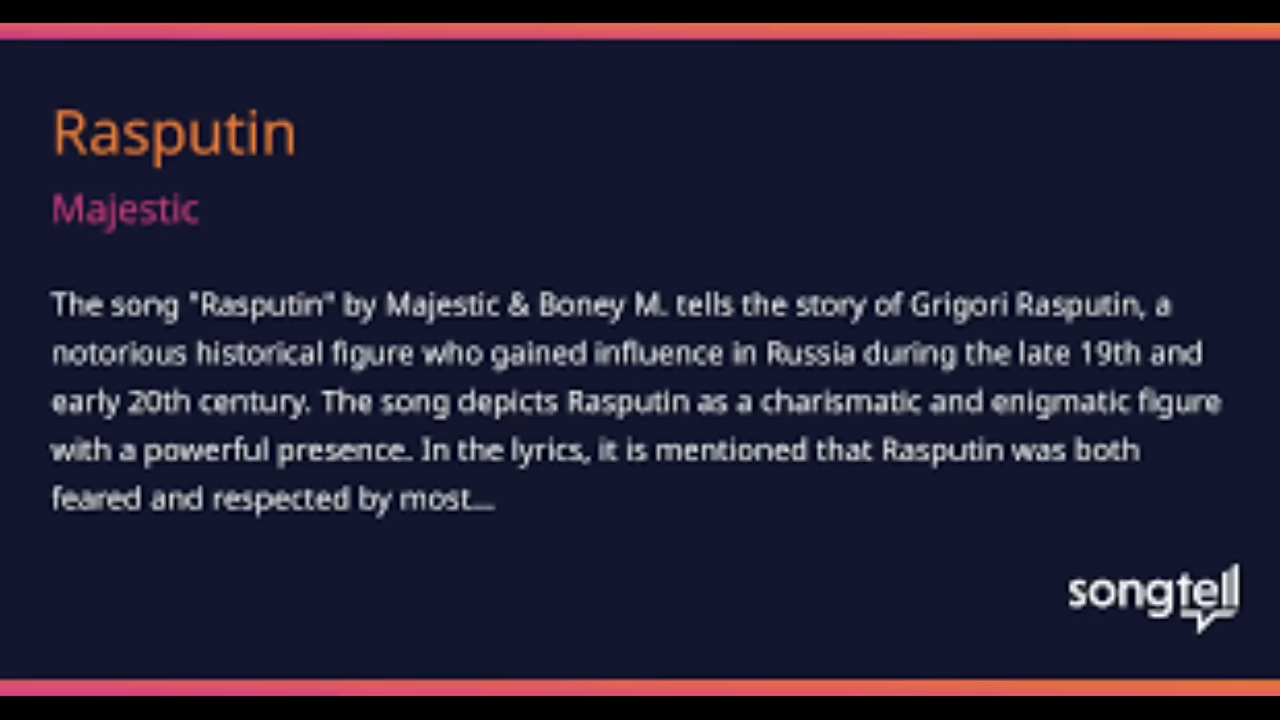 Rasputin
Majestic
The song "Rasputin" by Majestic & Boney M. tells the story of Grigori Rasputin, a
notorious historical figure who gained influence in Russia during the late 19th and
early 20th century. The song depicts Rasputin as a charismatic and enigmatic figure
with a powerful presence. In the lyrics, it is mentioned that Rasputin was both
feared and respected by most...
songtell